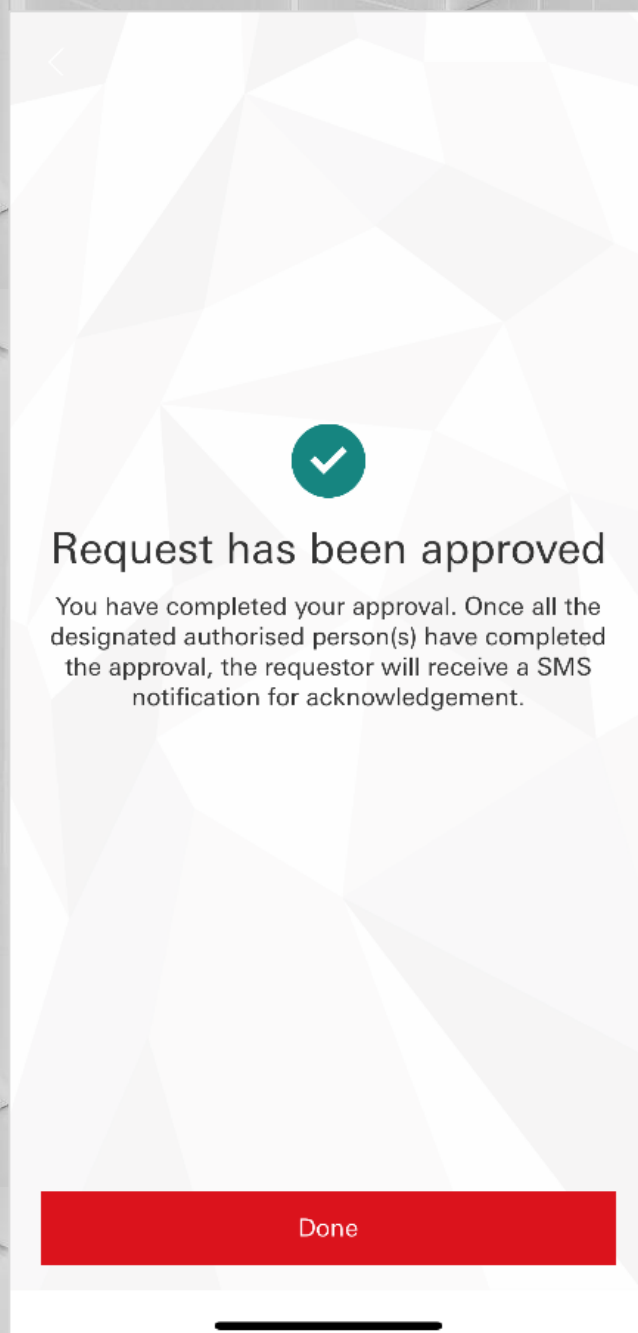 Request has been approved
You have completed your approval. Once all the
designated authorised person(s) have completed
the approval, the requestor will receive a SMS
notification for acknowledgement.
Done